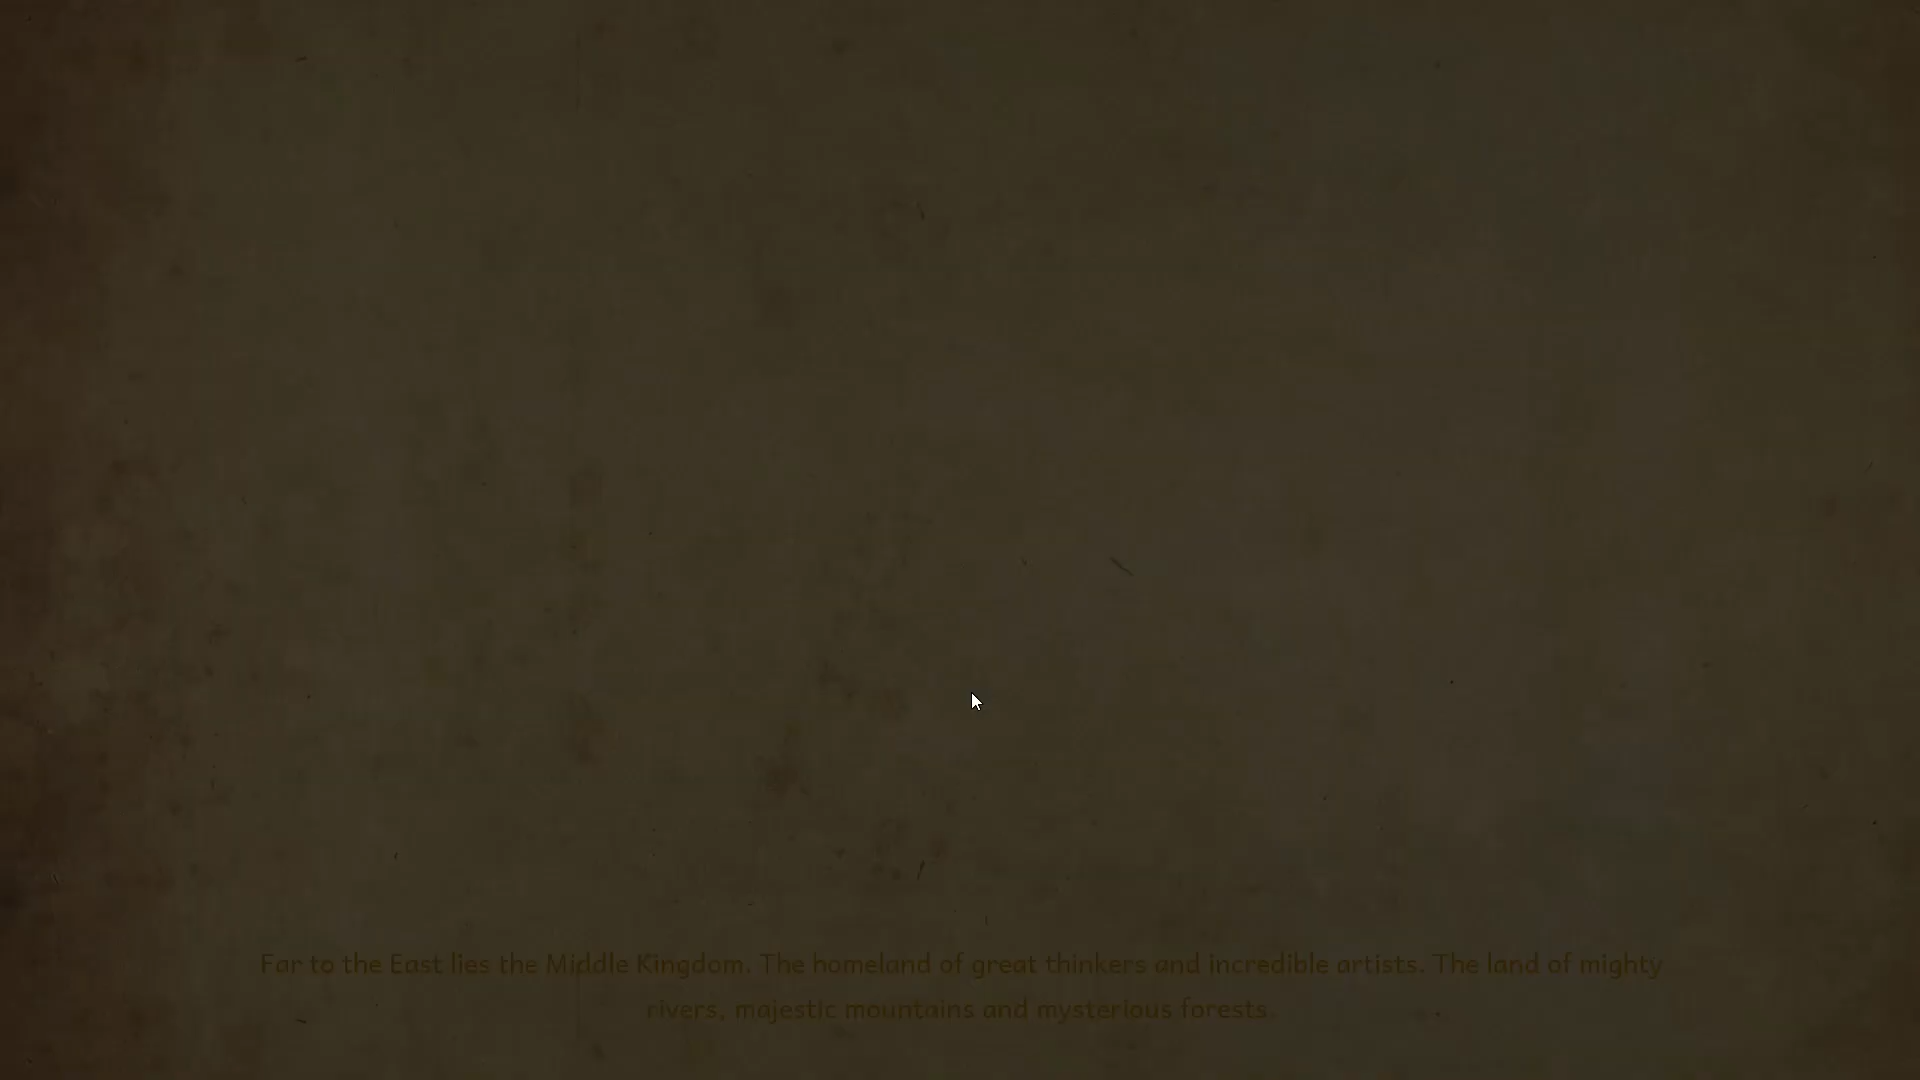 Far to the East lies the Middle Kingdom. The homeland of great thinkers and incredible artists. The land of mighty
rivers, majestic mountains and mysterious forests.